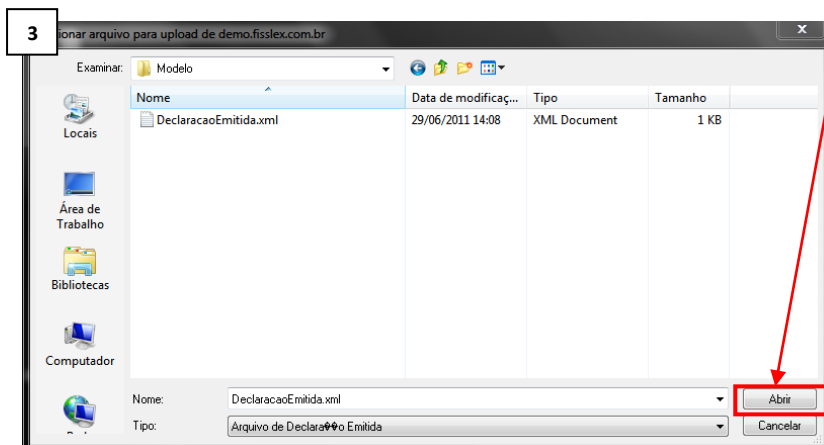 3
ionar arquivo para upload de demo.fisslex.com.br
x
Examinar:
Modelo
Nome
Data de modificaç...
Tipo
Tamanho
DeclaracaoEmitida.xml
29/06/2011 14:08
XML Document
1 KB
Locais
Área de
Trabalho
Bibliotecas
Computador
Nome:
DeclaracaoEmitida.xml
Abrir
Tipo:
Arquivo de Declara��o Emitida
Cancelar